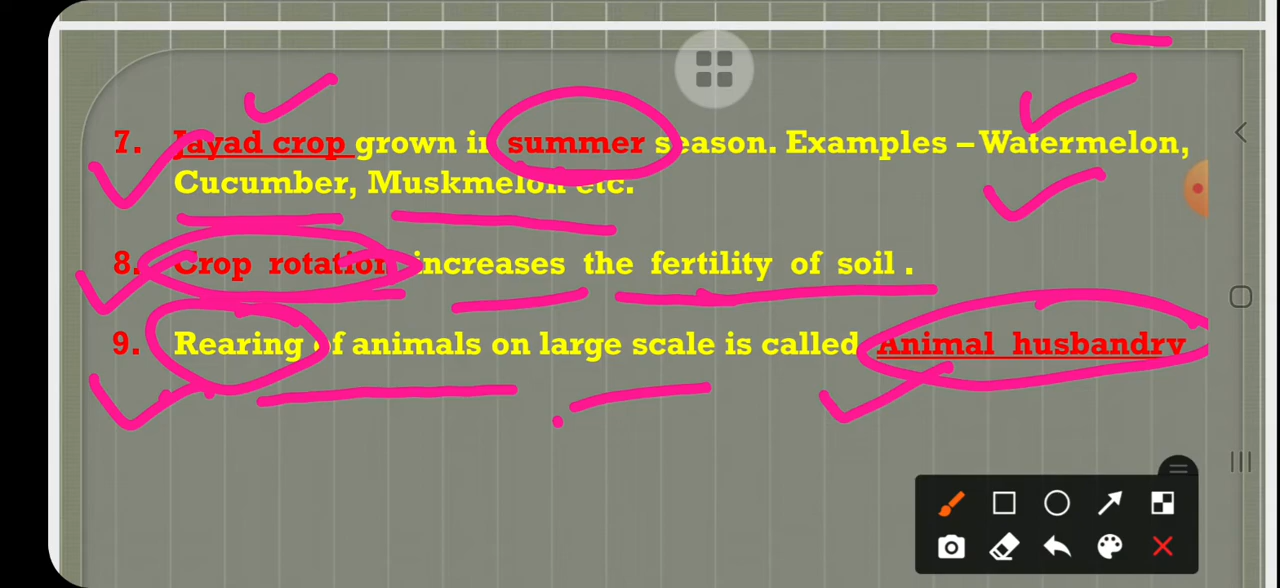 7. Jayad crop grown in summer season. Examples – Watermelon,
Cucumber, Muskmelon etc.
8. Crop rotation increases the fertility of soil .
9. Rearing of animals on large scale is called Animal husbandry